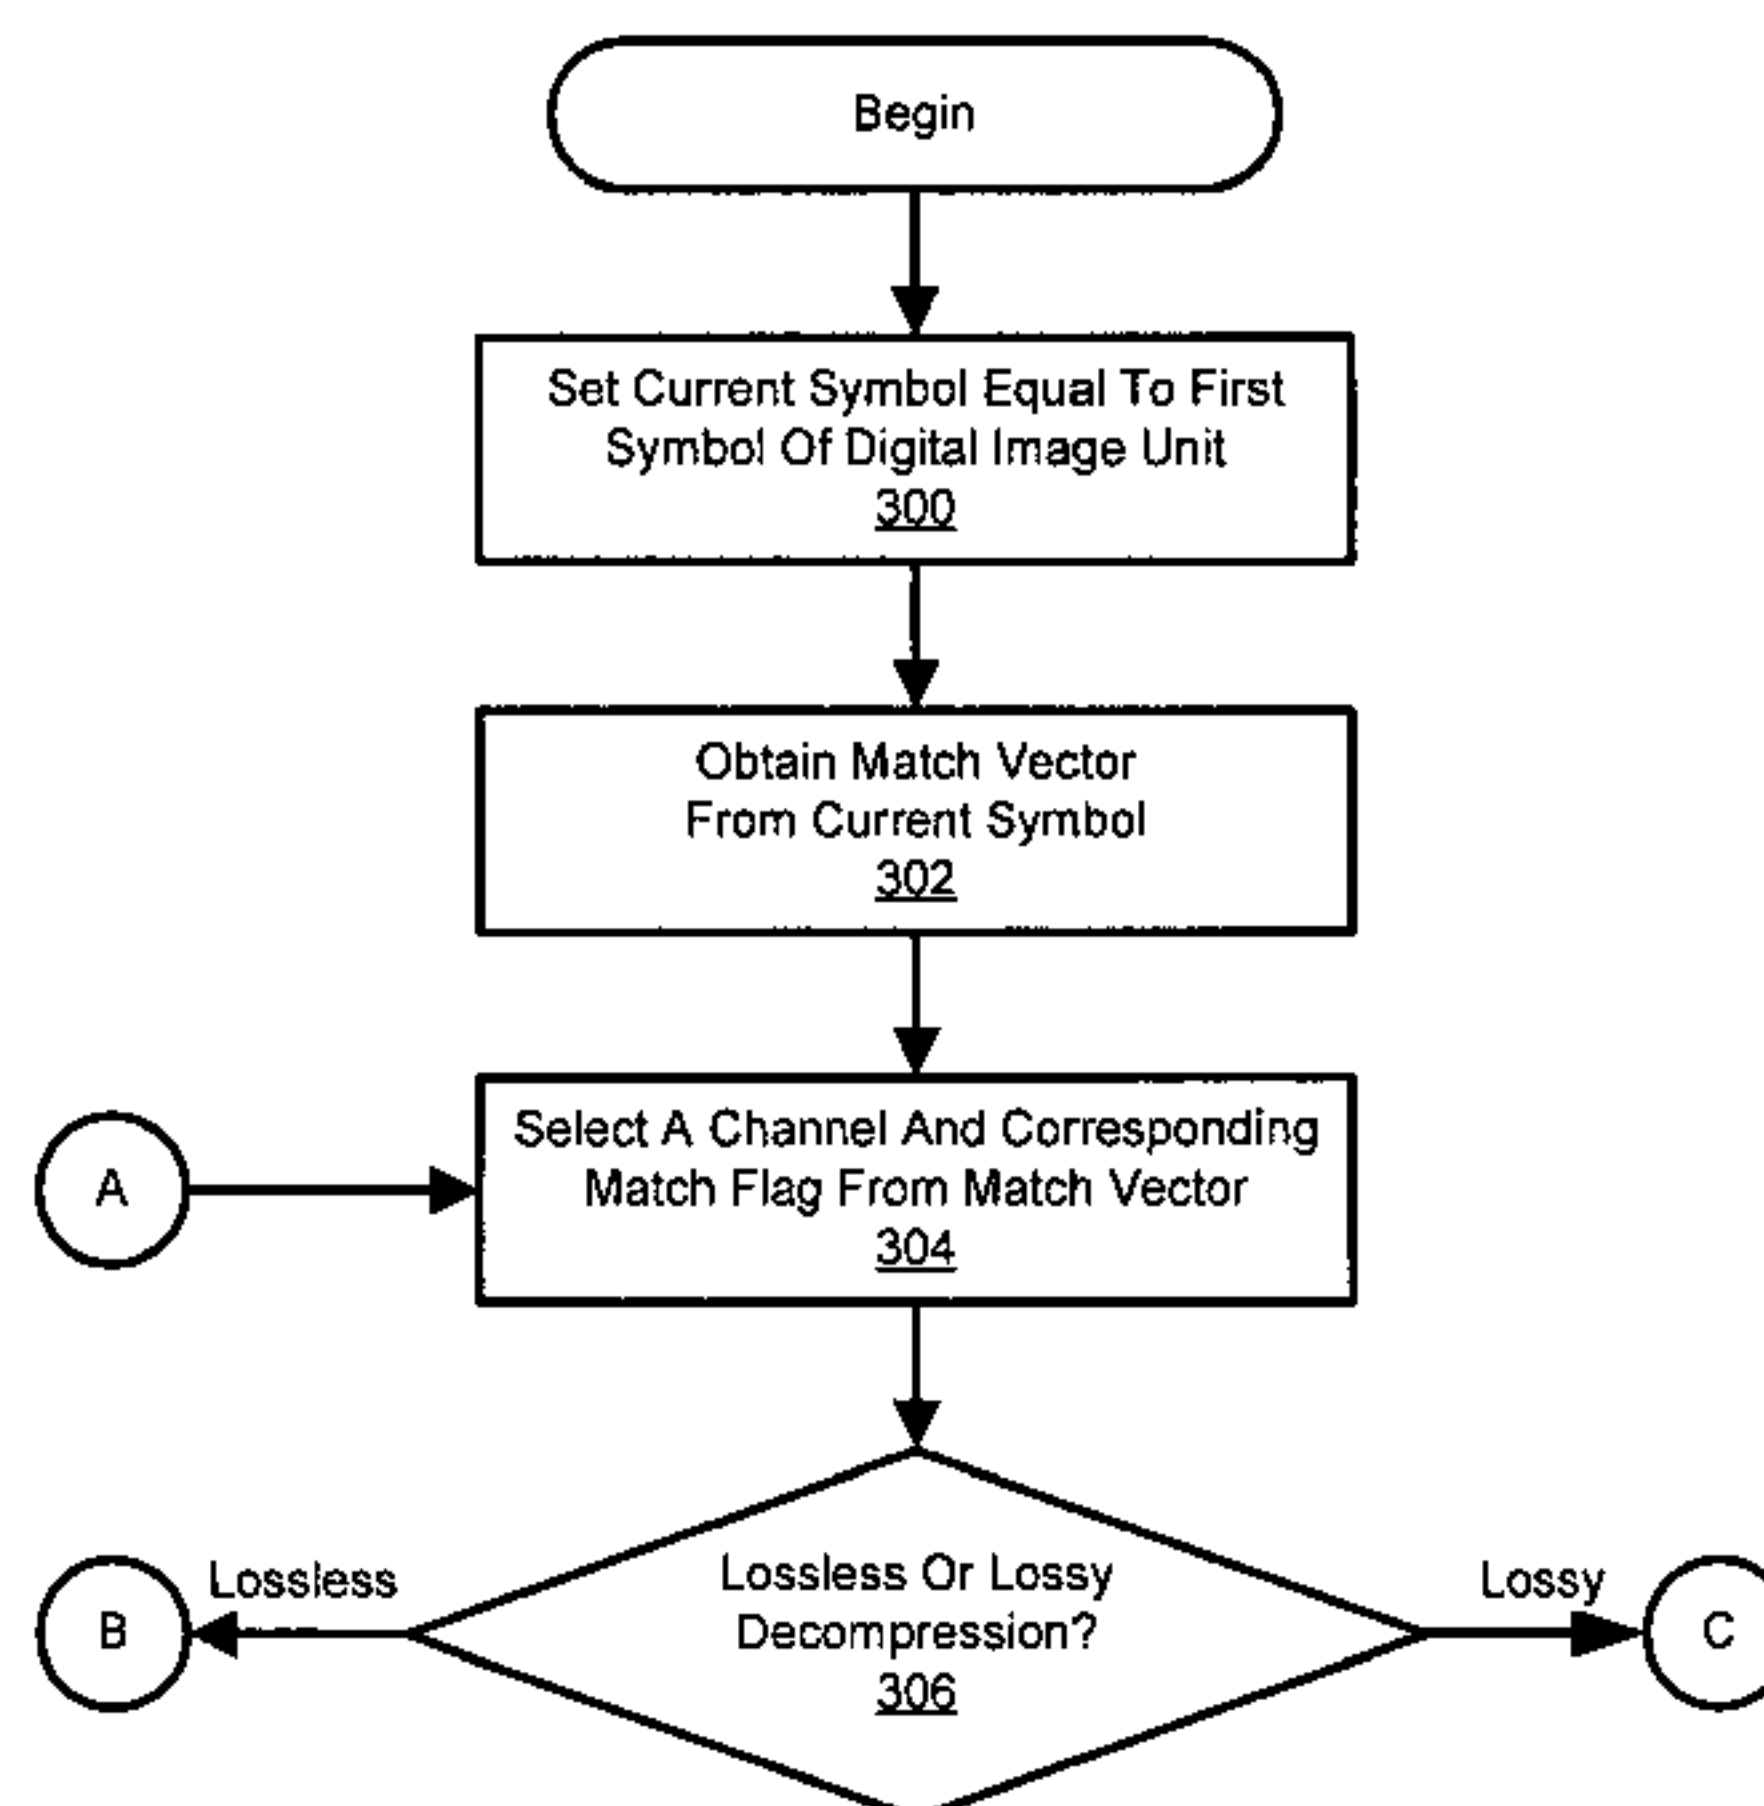 Begin
Set Current Symbol Equal To First
Symbol Of Digital Image Unit
300
Obtain Match Vector
From Current Symbol
302
Select A Channel And Corresponding
Match Flag From Match Vector
304
A
Lossless Or Lossy
Decompression?
306
Lossless
B
Lossy
C